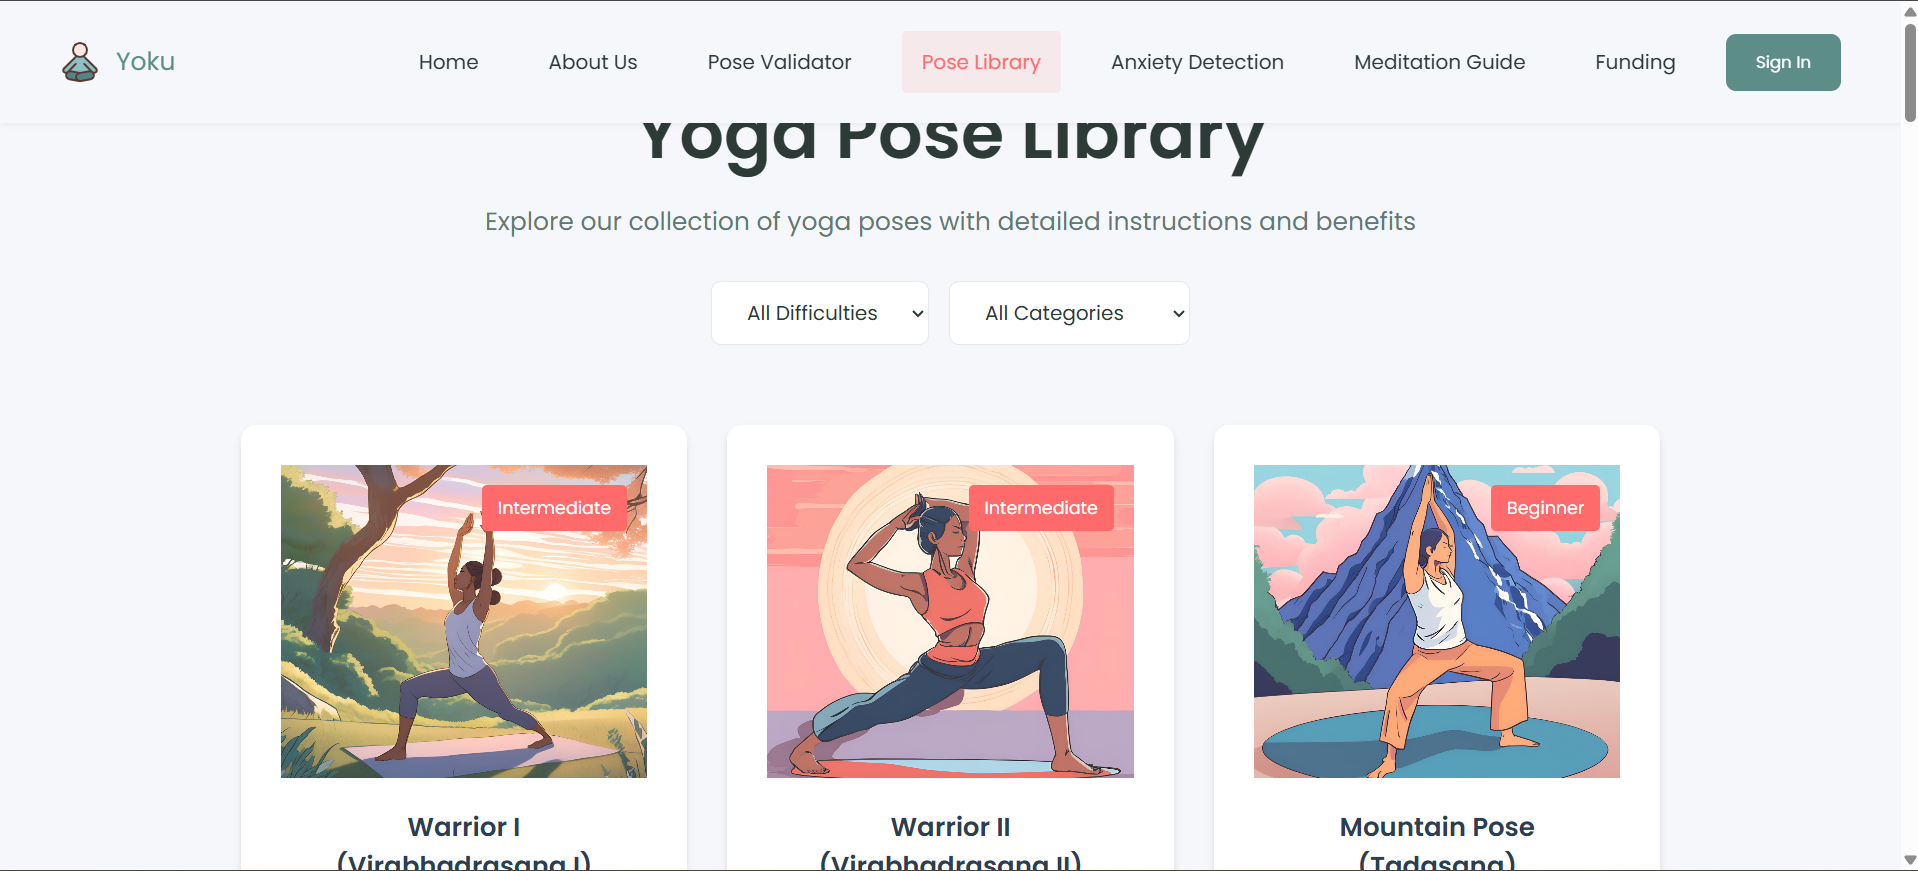 Yoku
Home About Us Pose Validator Pose Library Anxiety Detection Meditation Guide Funding Sign In
Yoga Pose Library
Explore our collection of yoga poses with detailed instructions and benefits
All Difficulties All Categories
Intermediate
Intermediate
Beginner
Warrior I
(Virabhadrasana I)
Warrior II
(Virabhadrasana II)
Mountain Pose
(Tadasana)